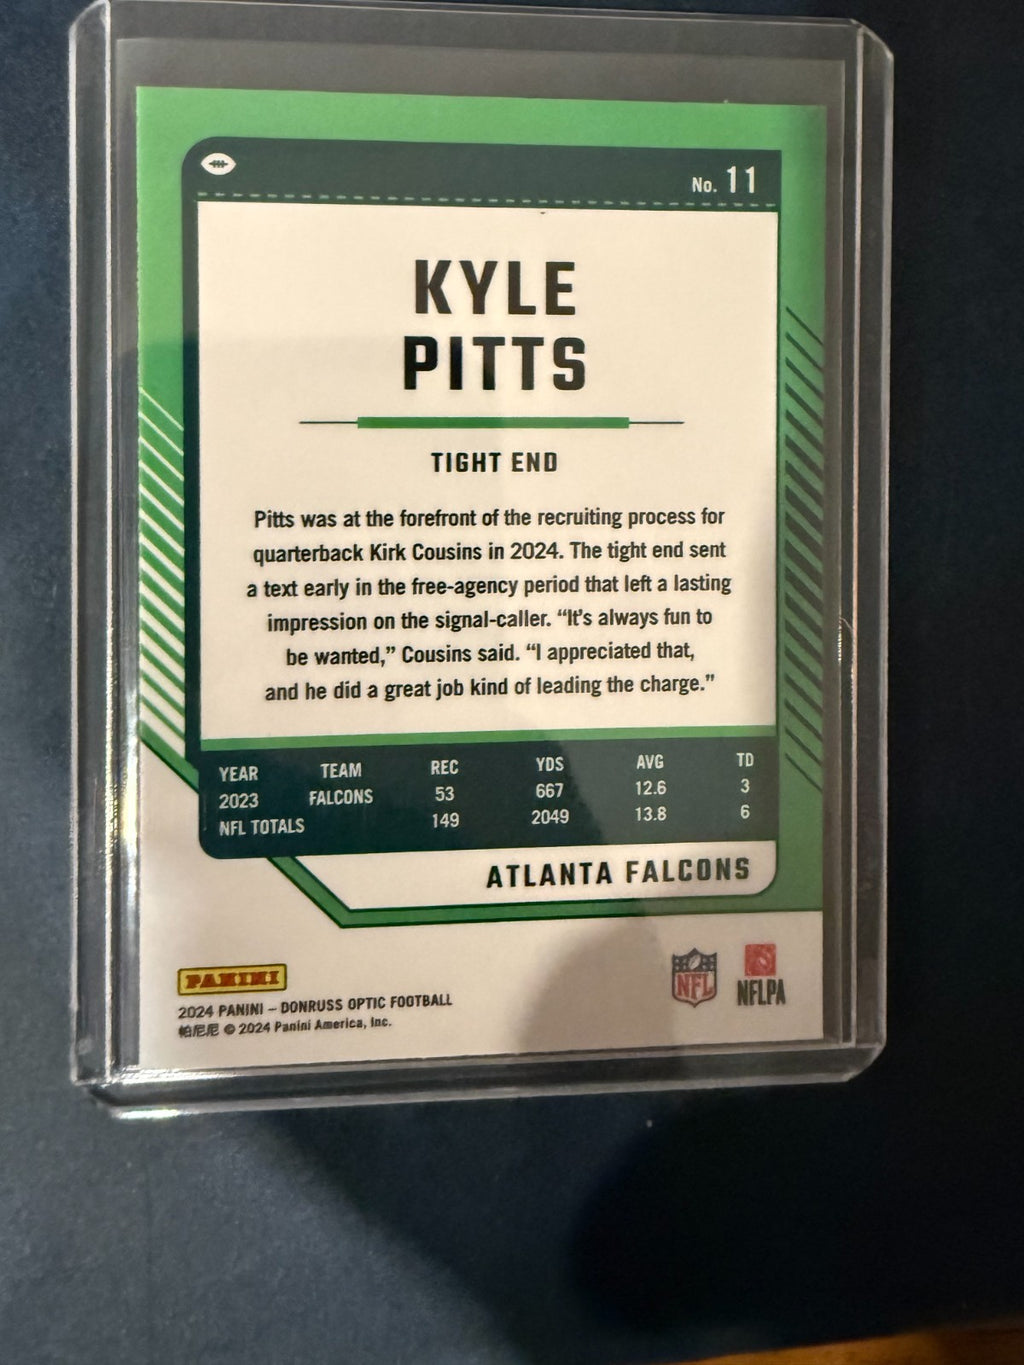 No. 11
KYLE
PITTS
TIGHT END
Pitts was at the forefront of the recruiting process for
quarterback Kirk Cousins in 2024. The tight end sent
a text early in the free-agency period that left a lasting
impression on the signal-caller. “It’s always fun to
be wanted,” Cousins said. “I appreciated that,
and he did a great job kind of leading the charge.”
YEAR TEAM REC YDS AVG TD
2023 FALCONS 53 667 12.6 3
NFL TOTALS 149 2049 13.8 6
ATLANTA FALCONS
PANINI
NFL
NFLPA
2024 PANINI – DONRUSS OPTIC FOOTBALL
帕尼尼 © 2024 Panini America, Inc.